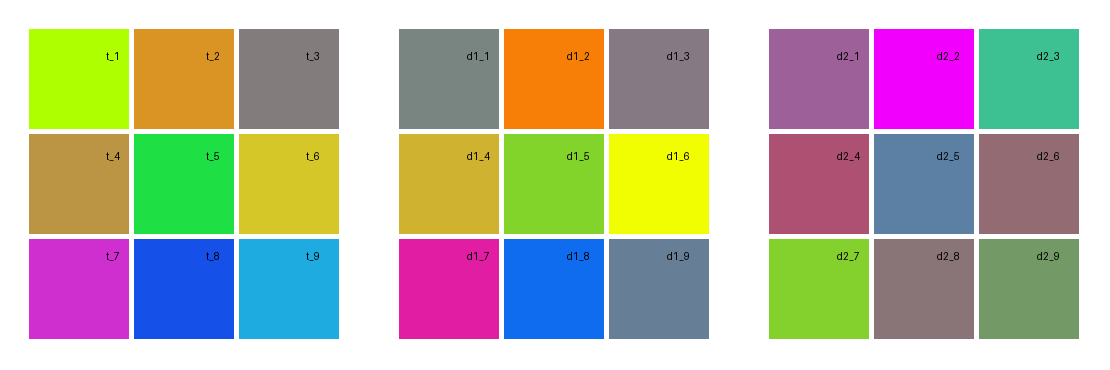 t_1 t_2 t_3 d1_1 d1_2 d1_3 d2_1 d2_2 d2_3
t_4 t_5 t_6 d1_4 d1_5 d1_6 d2_4 d2_5 d2_6
t_7 t_8 t_9 d1_7 d1_8 d1_9 d2_7 d2_8 d2_9